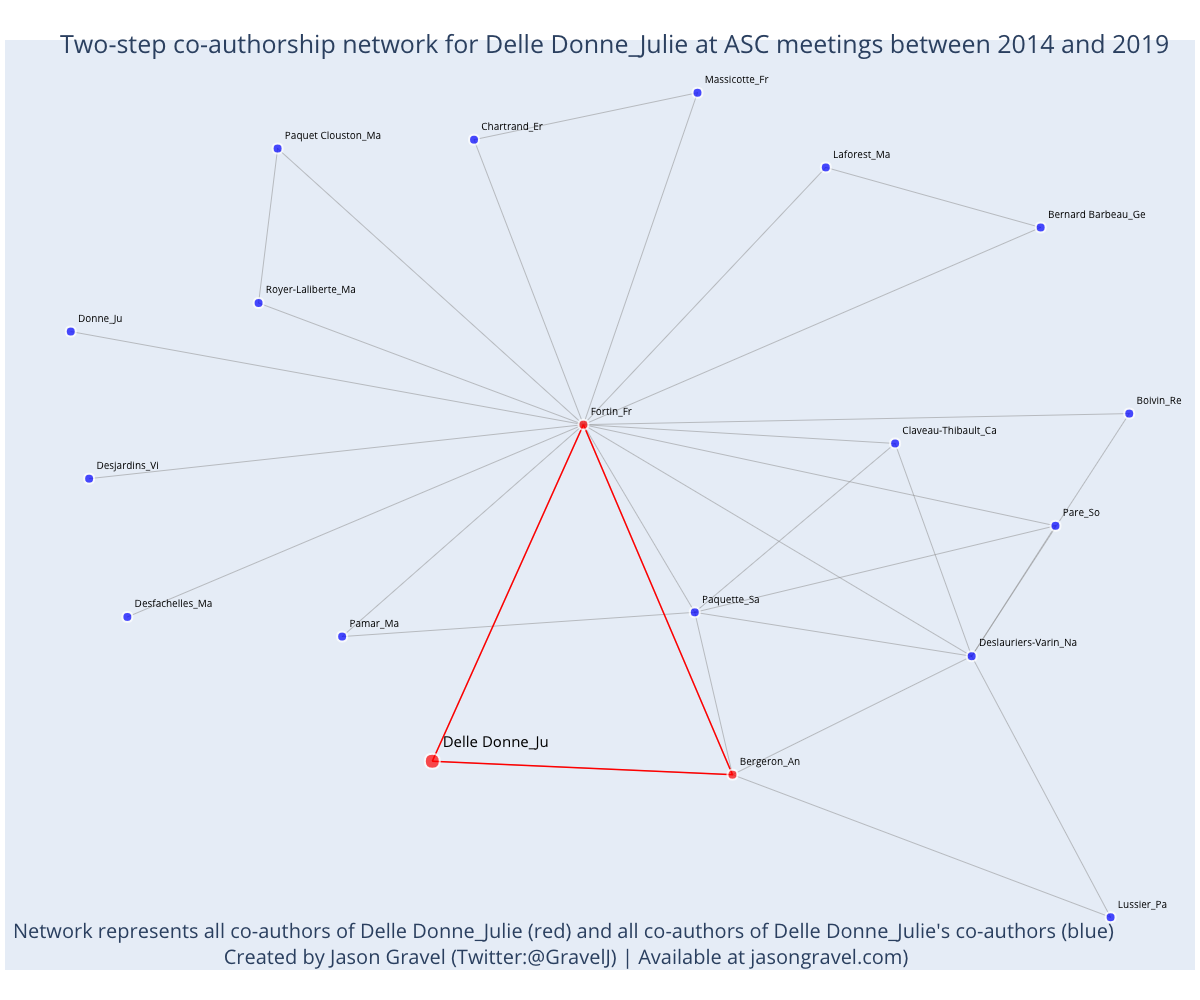 Two-step co-authorship network for Delle Donne_Julie at ASC meetings between 2014 and 2019
Massicotte_Fr
Chartrand_Er
Paquet Clouston_Ma
Laforest_Ma
Bernard Barbeau_Ge
Royer-Laliberte_Ma
Donne_Ju
Boivin_Re
Fortin_Fr
Claveau-Thibault_Ca
Desjardins_Vi
Pare_So
Desfachelles_Ma
Paquette_Sa
Pamar_Ma
Deslauriers-Varin_Na
Delle Donne_Ju
Bergeron_An
Lussier_Pa
Network represents all co-authors of Delle Donne_Julie (red) and all co-authors of Delle Donne_Julie's co-authors (blue)
Created by Jason Gravel (Twitter:@GravelJ) | Available at jasongravel.com)